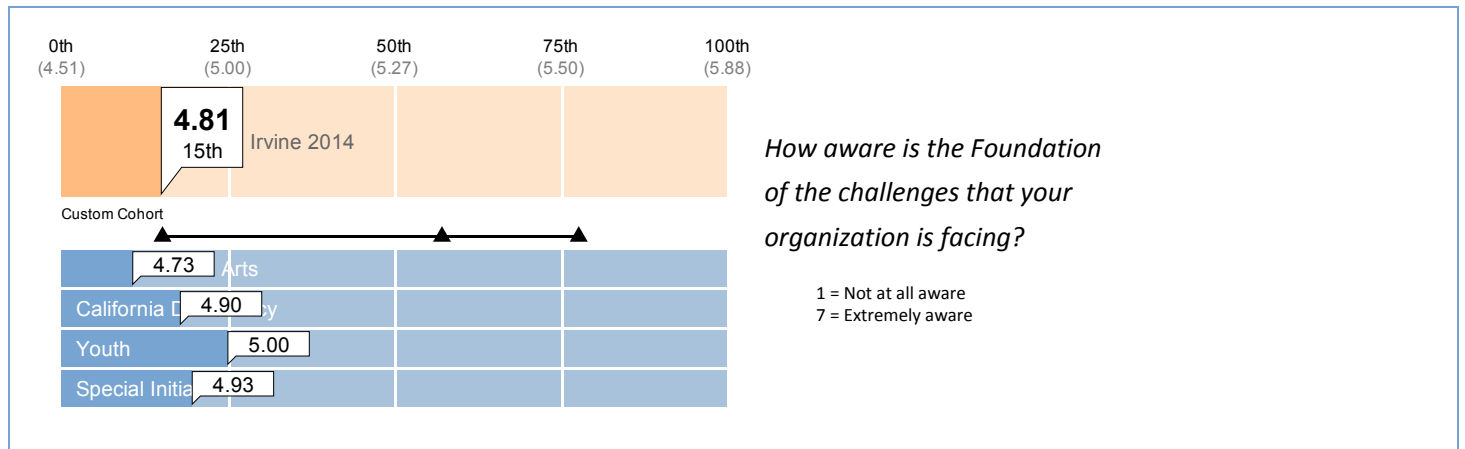 0th 25th 50th 75th 100th
(4.51) (5.00) (5.27) (5.50) (5.88)
4.81
15th
Irvine 2014
Custom Cohort
4.73 Arts
California 4.90
Youth 5.00
Special 4.93
How aware is the Foundation
of the challenges that your
organization is facing?
1 = Not at all aware
7 = Extremely aware